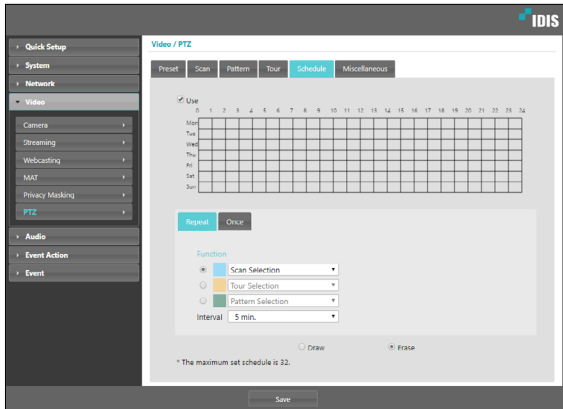 IDIS
Quick Setup
System
Network
Video
Camera
Streaming
Webcasting
MAT
Privacy Masking
PTZ
Audio
Event Action
Event
Video / PTZ
Preset Scan Pattern Tour Schedule Miscellaneous
Use
0 1 2 3 4 5 6 7 8 9 10 11 12 13 14 15 16 17 18 19 20 21 22 23 24
Mon
Tue
Wed
Thu
Fri
Sat
Sun
Repeat Once
Function
Scan Selection
Tour Selection
Pattern Selection
Interval 5 min.
Draw Erase
* The maximum set schedule is 32.
Save